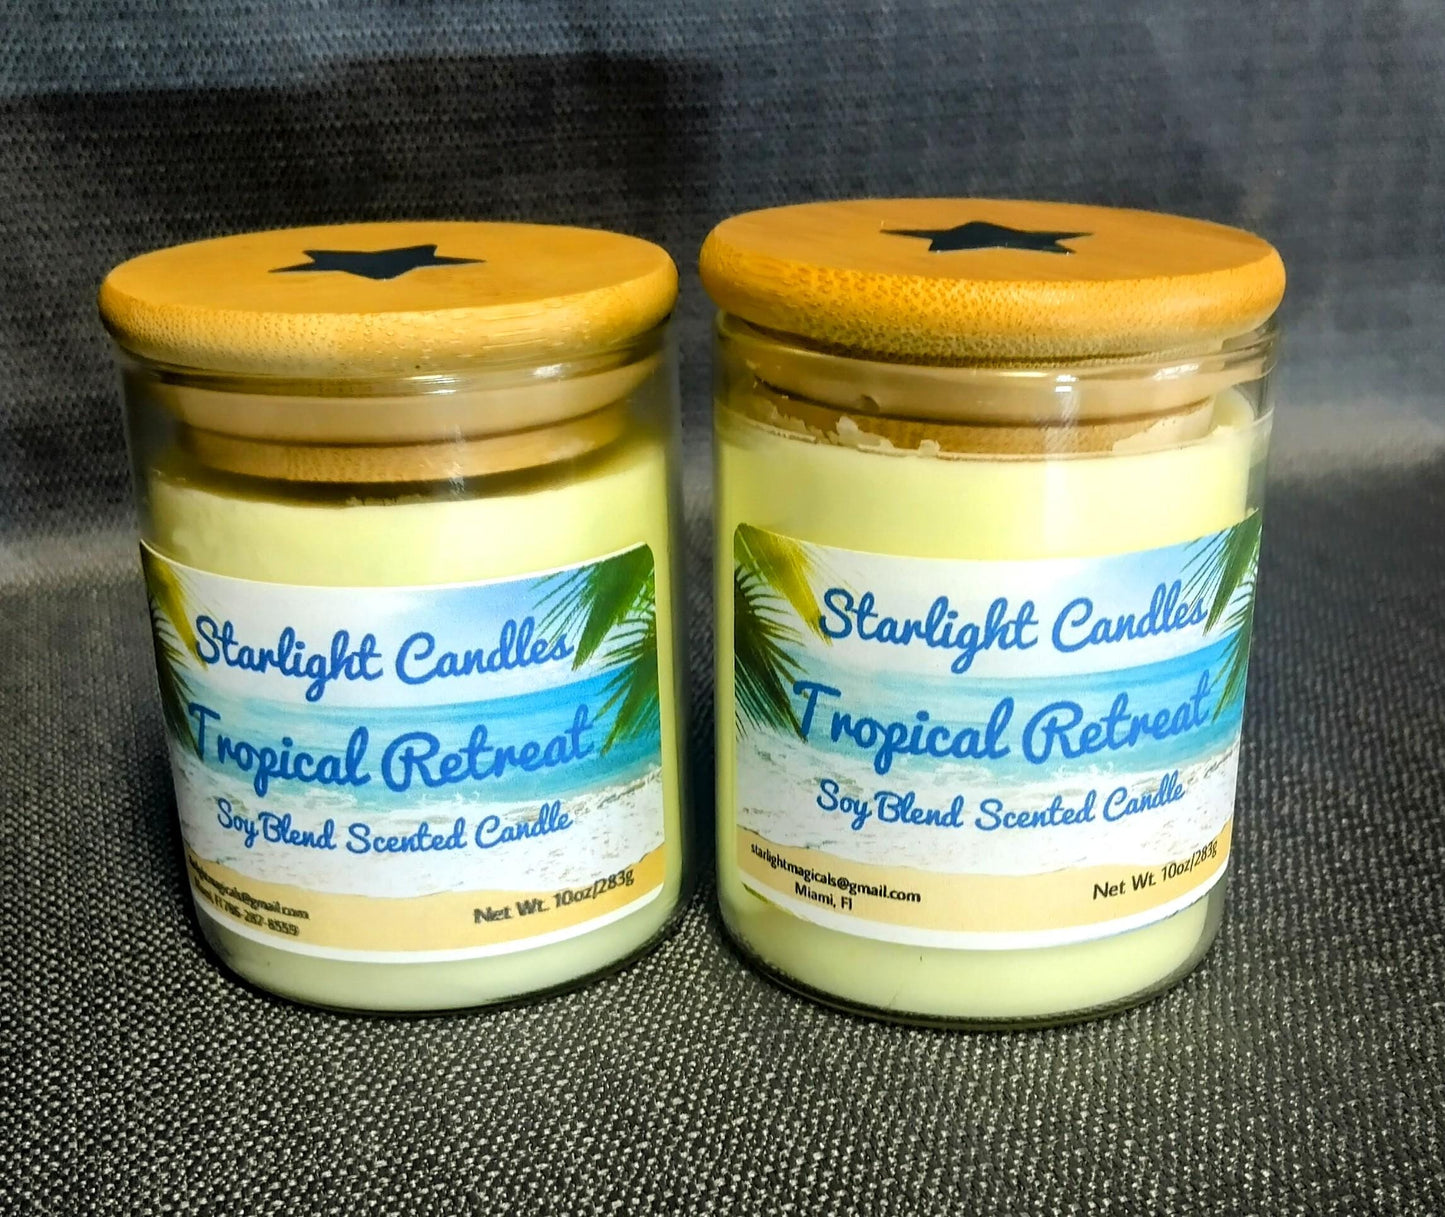 Starlight Candles
Tropical Retreat
Soy Blend Scented Candle
Net Wt. 10oz/283g
Starlight Candles
Tropical Retreat
Soy Blend Scented Candle
starlightmagicals@gmail.com
Miami, Fl
Net Wt. 10oz/283g